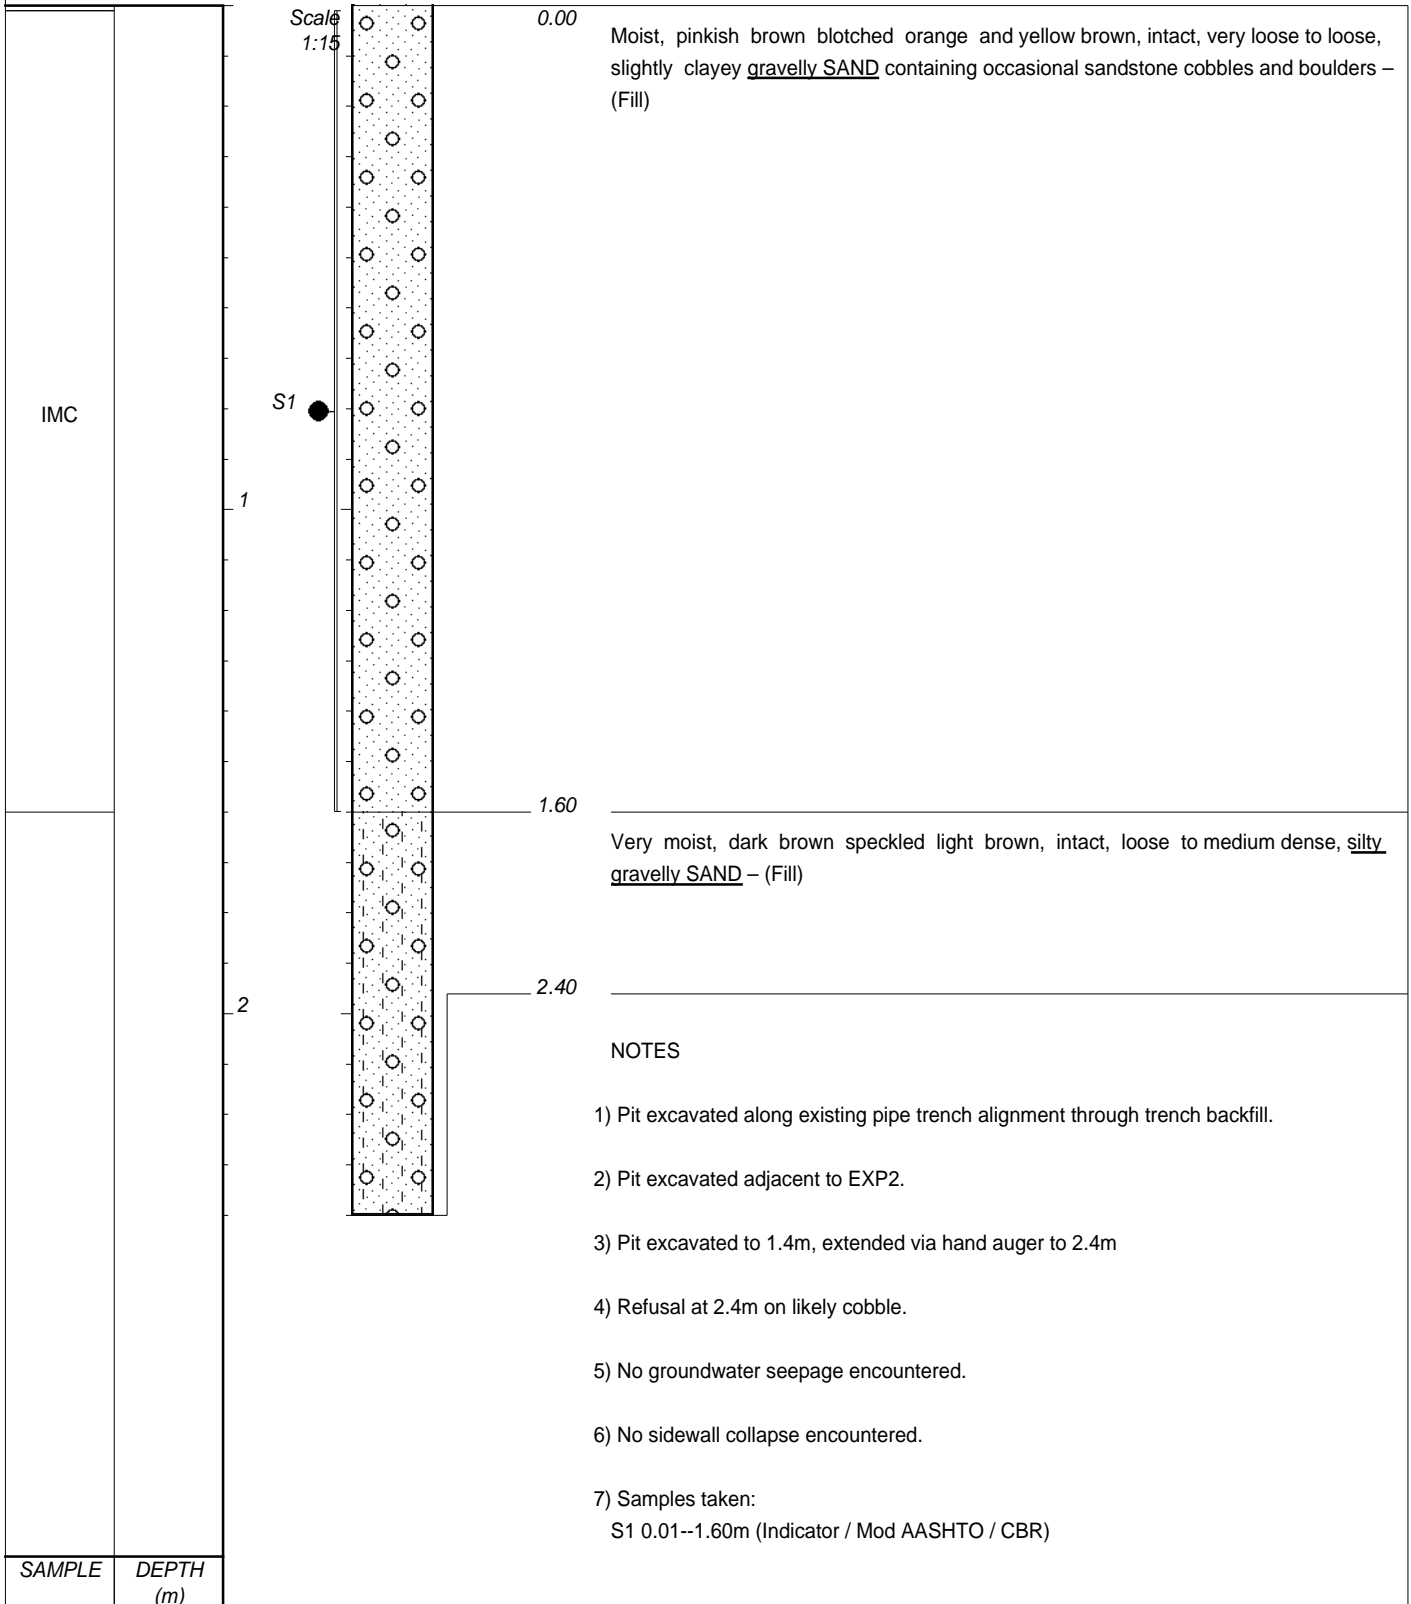 Scale
1:15
0.00
Moist, pinkish brown blotched orange and yellow brown, intact, very loose to loose,
slightly clayey gravelly SAND containing occasional sandstone cobbles and boulders –
(Fill)
IMC
S1
1
1.60
Very moist, dark brown speckled light brown, intact, loose to medium dense, silty
gravelly SAND – (Fill)
2.40
2
NOTES
1) Pit excavated along existing pipe trench alignment through trench backfill.
2) Pit excavated adjacent to EXP2.
3) Pit excavated to 1.4m, extended via hand auger to 2.4m
4) Refusal at 2.4m on likely cobble.
5) No groundwater seepage encountered.
6) No sidewall collapse encountered.
7) Samples taken:
S1 0.01--1.60m (Indicator / Mod AASHTO / CBR)
SAMPLE
DEPTH
(m)